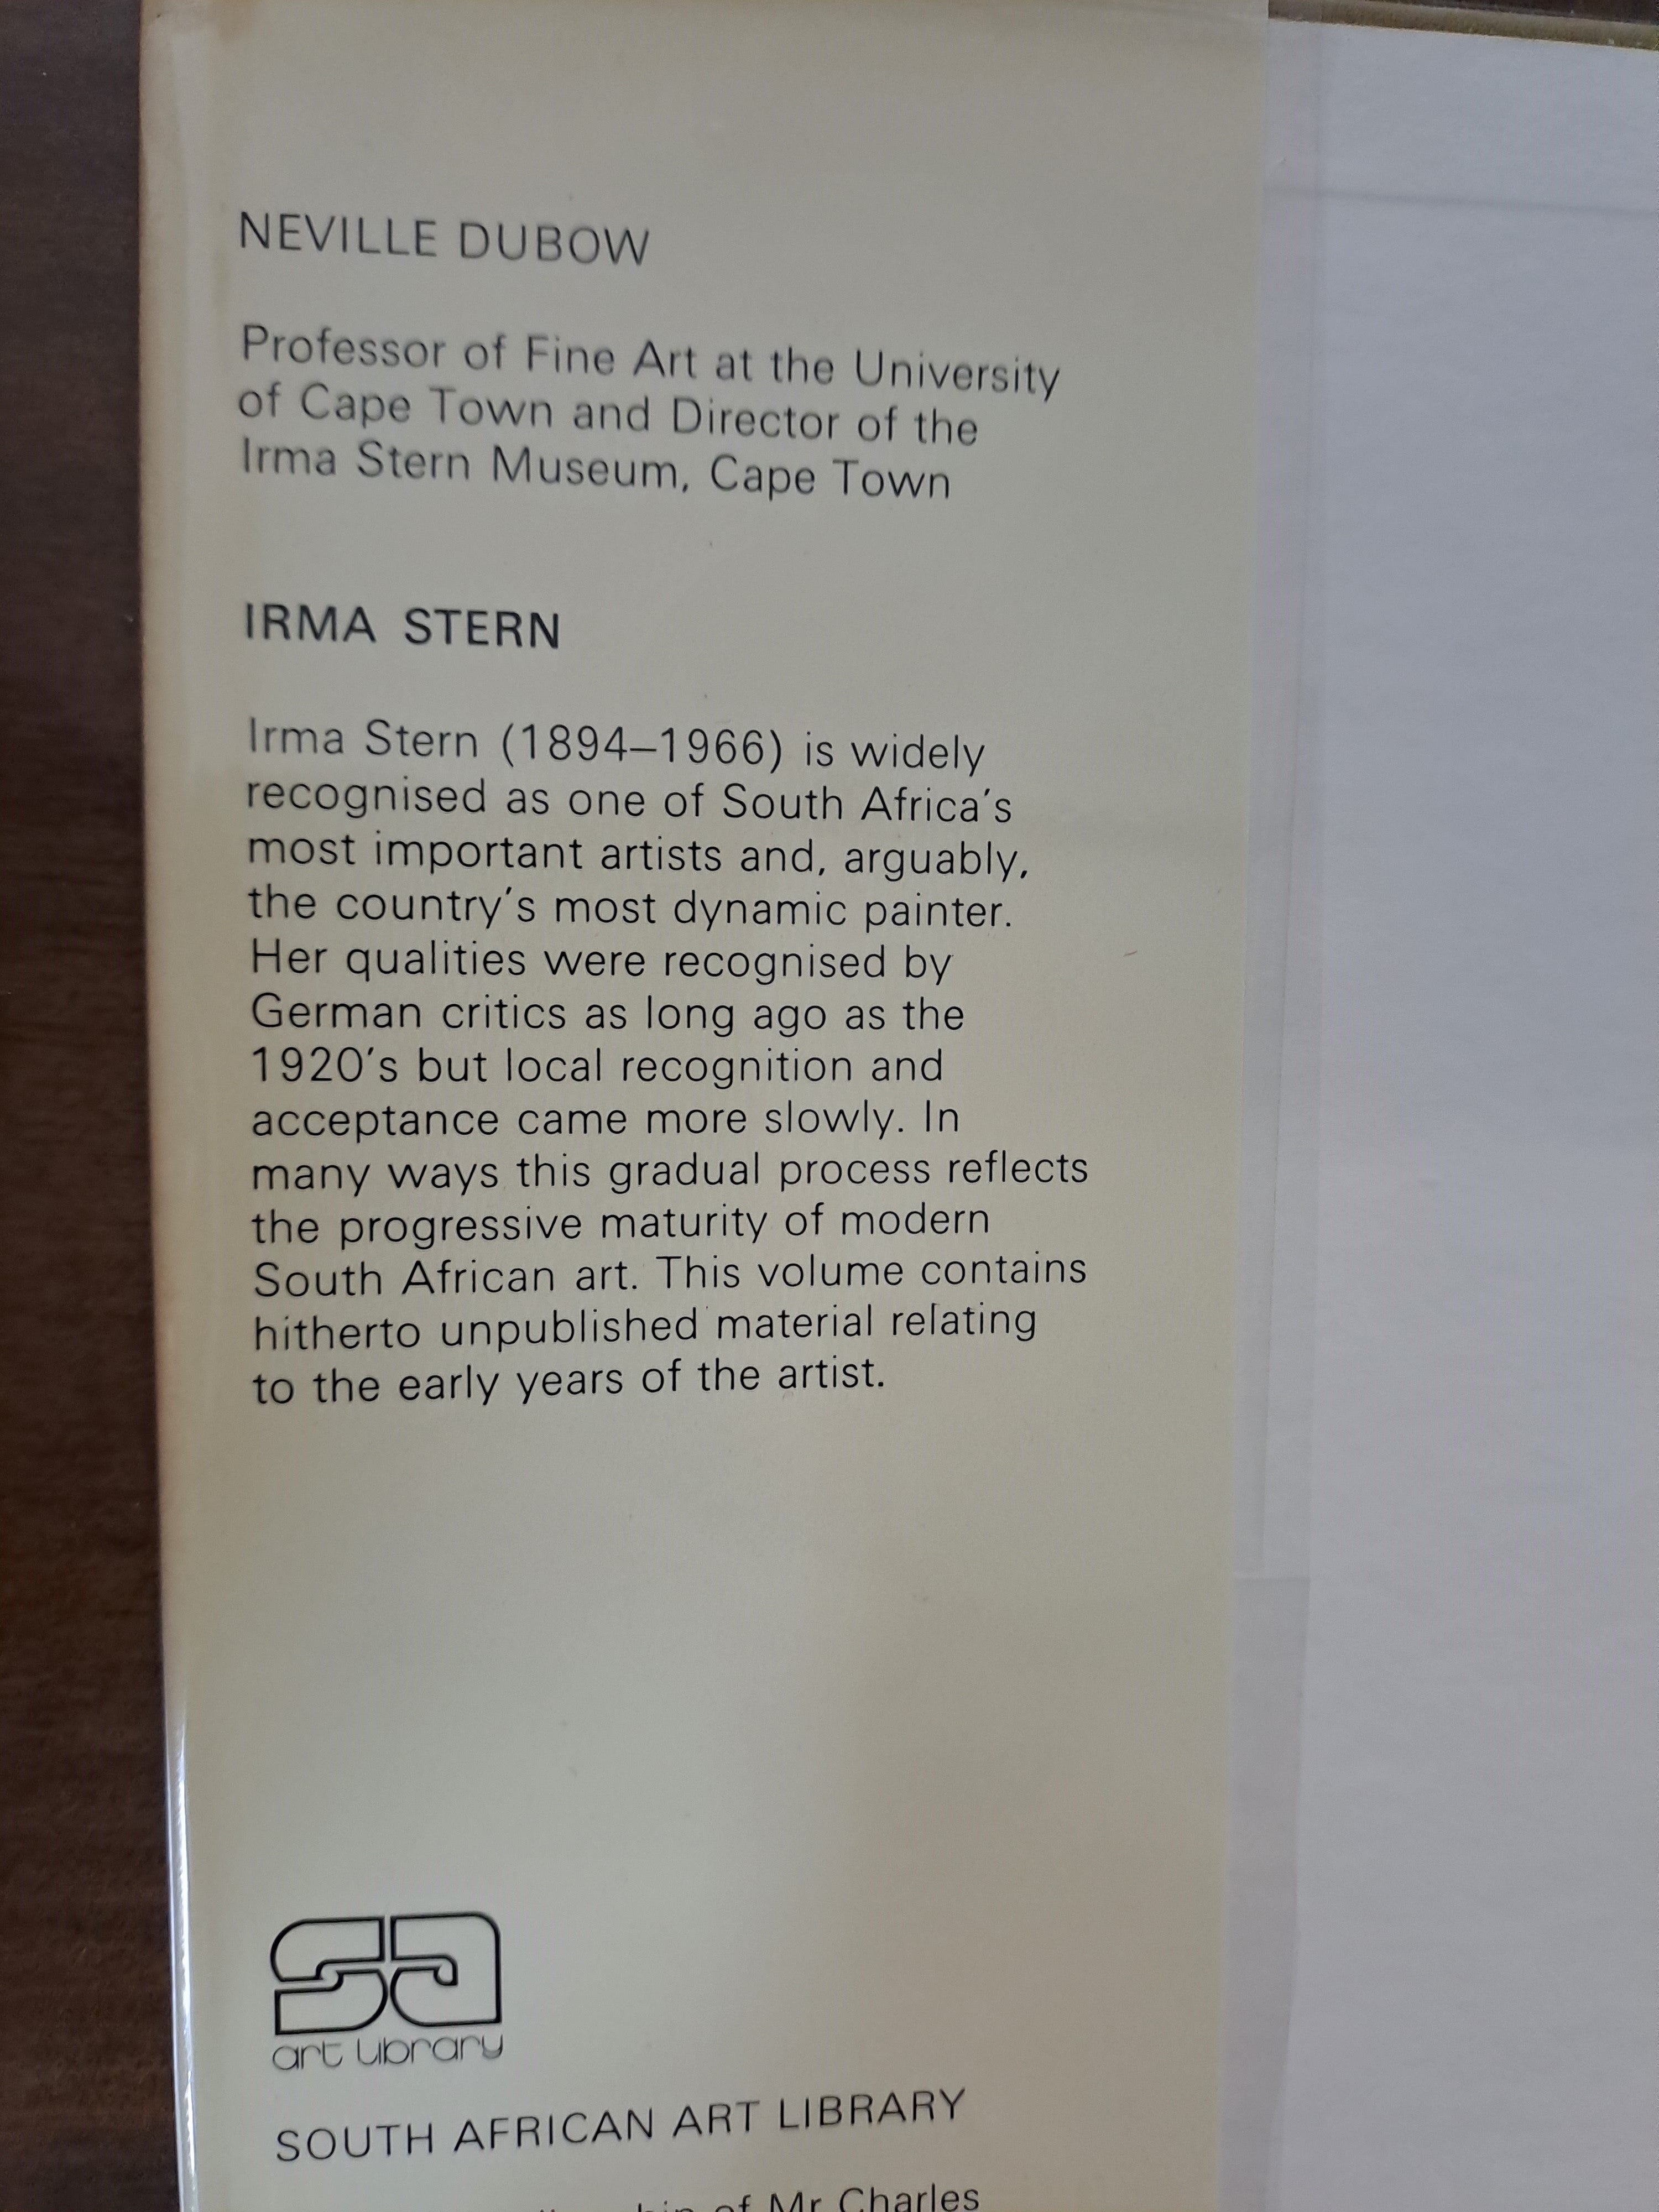 NEVILLE DUBOW
Professor of Fine Art at the University
of Cape Town and Director of the
Irma Stern Museum, Cape Town
IRMA STERN
Irma Stern (1894–1966) is widely
recognised as one of South Africa's
most important artists and, arguably,
the country's most dynamic painter.
Her qualities were recognised by
German critics as long ago as the
1920's but local recognition and
acceptance came more slowly. In
many ways this gradual process reflects
the progressive maturity of modern
South African art. This volume contains
hitherto unpublished material relating
to the early years of the artist.
sa
art library
SOUTH AFRICAN ART LIBRARY
of Mr Charles